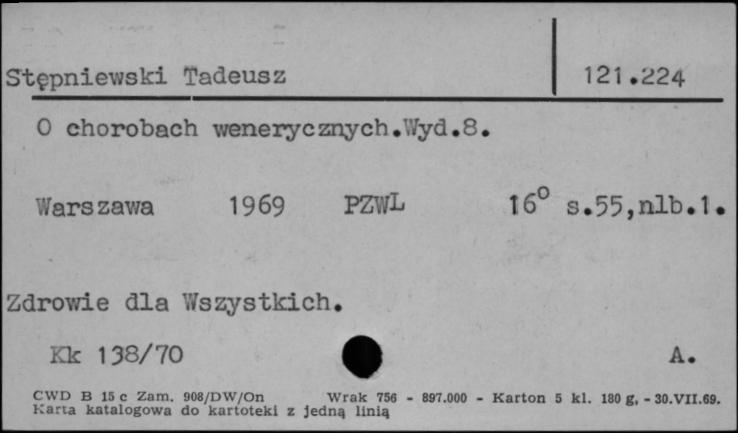 Stępniewski Tadeusz 121.224
O chorobach wenerycznych.Wyd.8.
Warszawa 1969 PZWL 16° s.55,nlb.1.
Zdrowie dla Wszystkich.
Kk 138/70 A.
CWD B 15 c Zam. 908/DW/On Wrak 756 - 897.000 - Karton 5 kl. 180 g, - 30.VII.69.
Karta katalogowa do kartoteki z jedną linią